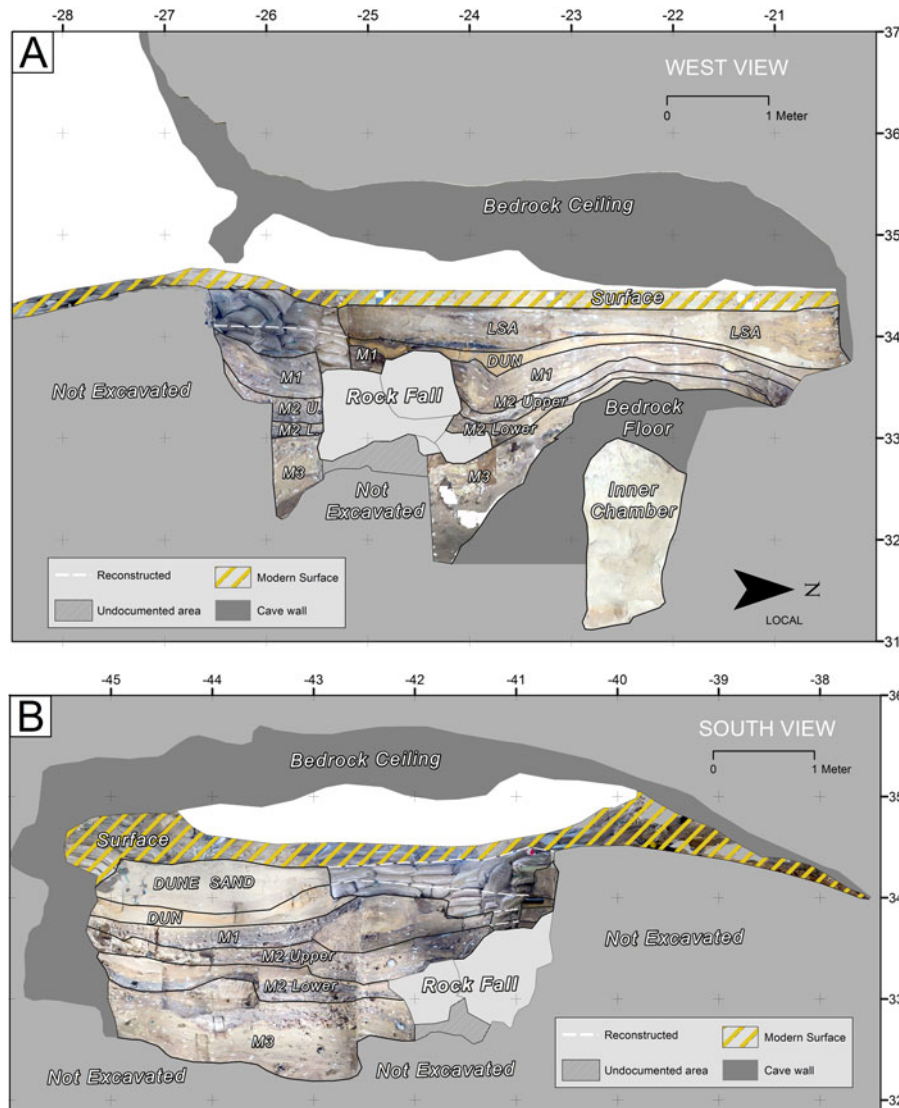 -28 -27 -26 -25 -24 -23 -22 -21
A
37
WEST VIEW
0 1 Meter
36
Bedrock Ceiling
35
Surface
LSA
LSA
34
M1
DUN
M1
M1
Not Excavated
Rock Fall
M2 Upper
M2 U.
Bedrock
Floor
M2 L.
M2 Lower
33
M3
M3
Not
Excavated
Inner
Chamber
32
Reconstructed
Modern Surface
Undocumented area
Cave wall
N
LOCAL
31
-45 -44 -43 -42 -41 -40 -39 -38
B
36
SOUTH VIEW
0 1 Meter
Bedrock Ceiling
35
Surface
DUNE SAND
DUN
34
M1
Not Excavated
M2 Upper
M2 Lower
Rock Fall
33
M3
Not Excavated
Not Excavated
Reconstructed
Modern Surface
Undocumented area
Cave wall
32